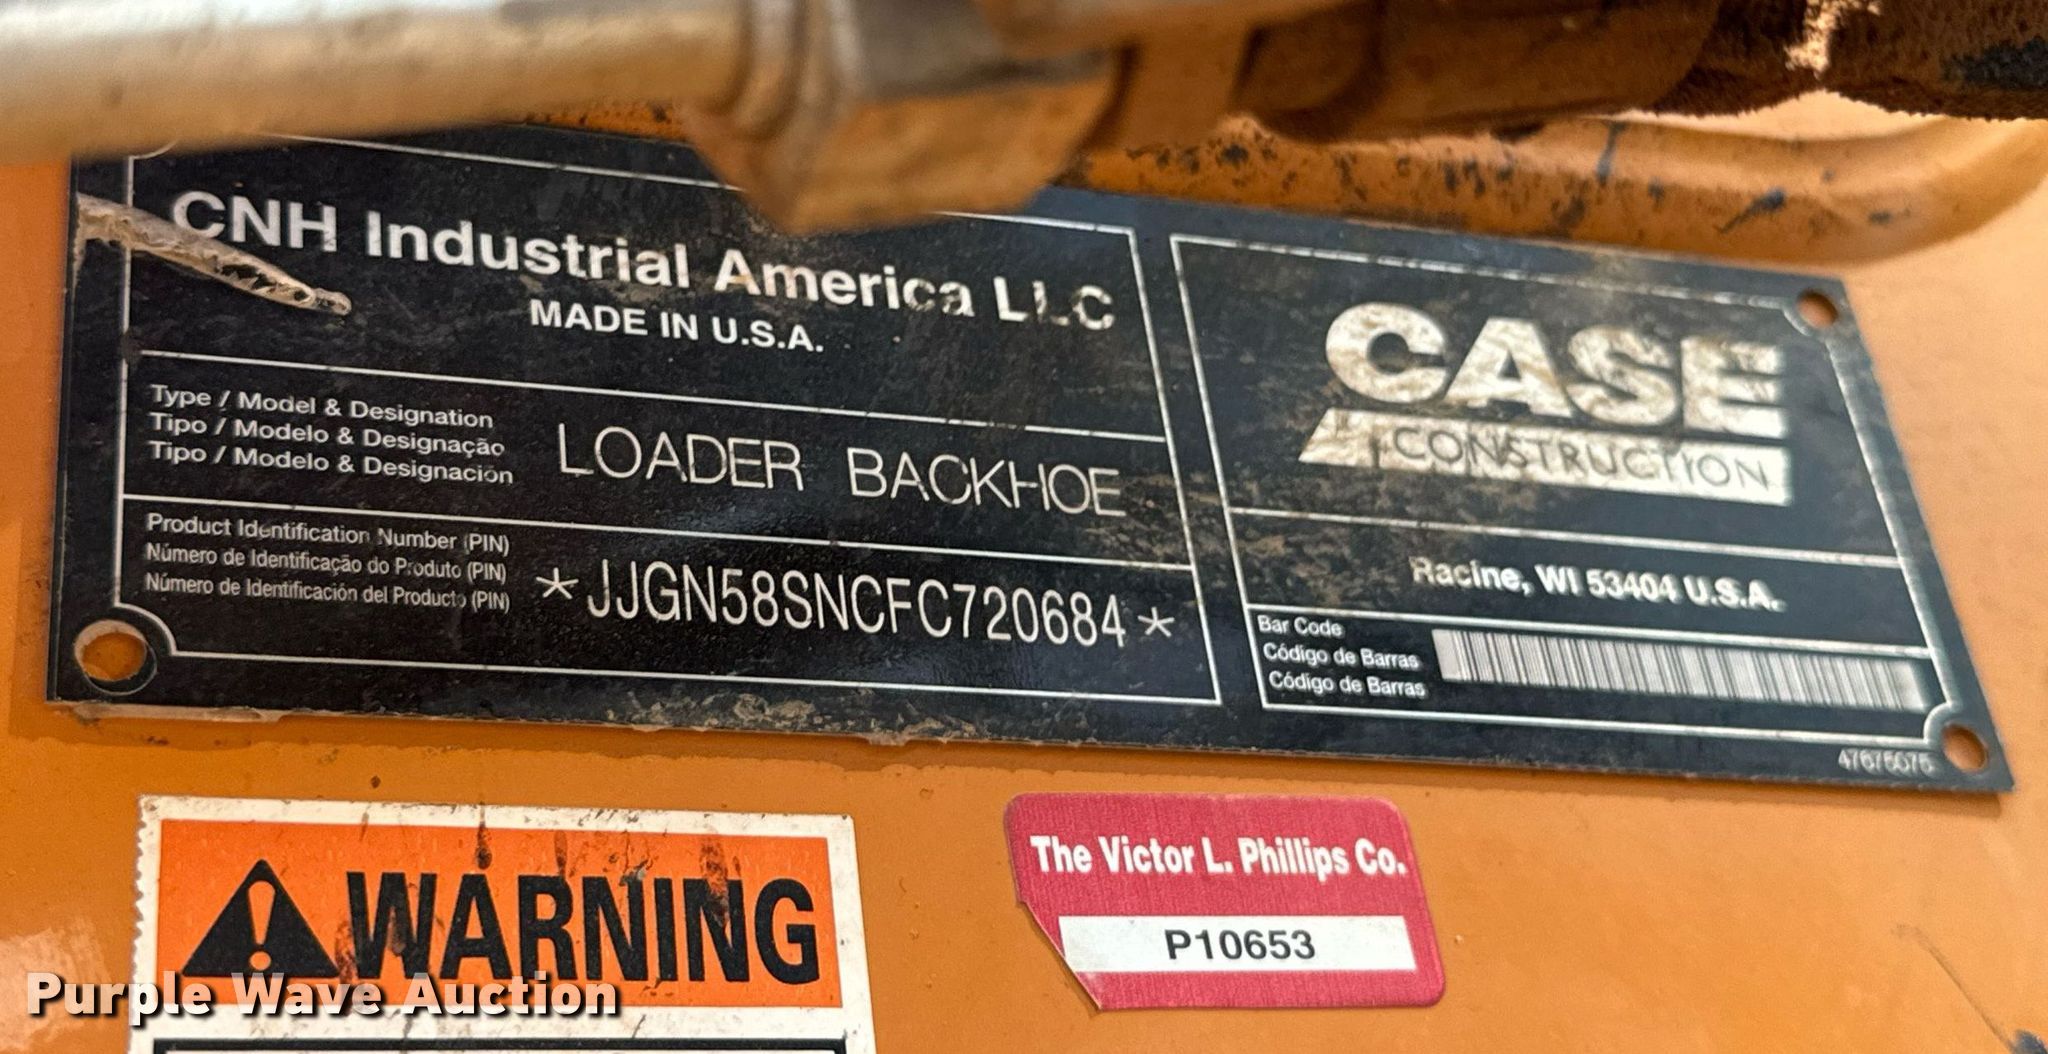 CNH Industrial America LLC
MADE IN U.S.A.
Type / Model & Designation
Tipo / Modelo & Designação
Tipo / Modelo & Designación
LOADER BACKHOE
Product Identification Number (PIN)
Número de Identificação do Produto (PIN)
Número de Identificación del Producto (PIN)
*JJGN58SNCFC720684*
CASE
CONSTRUCTION
Racine, WI 53404 U.S.A.
Bar Code
Código de Barras
Código de Barras
47675075
WARNING
The Victor L. Phillips Co.
P10653
Purple Wave Auction